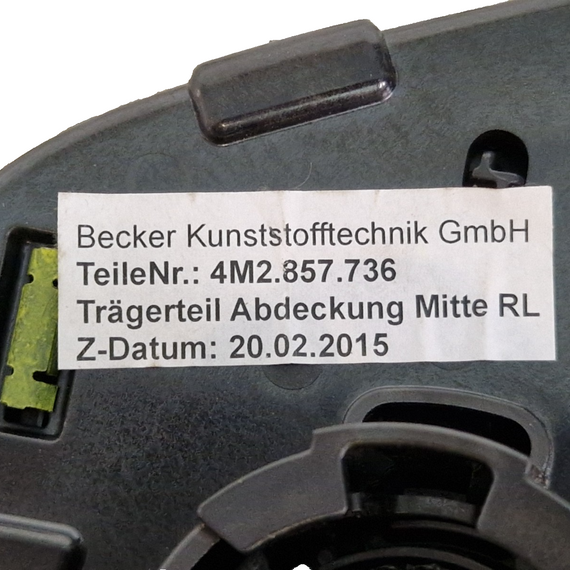 Becker Kunststofftechnik GmbH
TeileNr.: 4M2.857.736
Trägerteil Abdeckung Mitte RL
Z-Datum: 20.02.2015